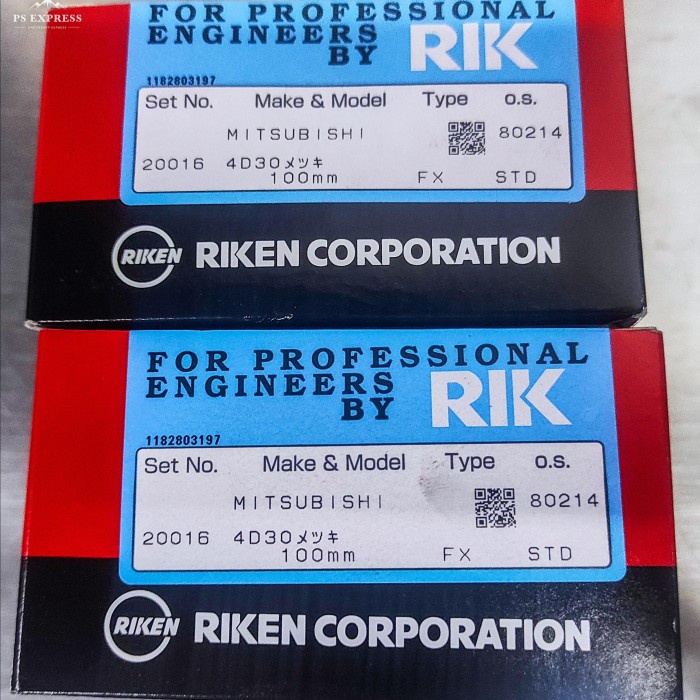 PS EXPRESS
FOR PROFESSIONAL
ENGINEERS
BY RIK
1182803197
Set No. Make & Model Type o.s.
MITSUBISHI 80214
20016 4D30メツキ
100mm FX STD
RIKEN RIKEN CORPORATION
FOR PROFESSIONAL
ENGINEERS
BY RIK
1182803197
Set No. Make & Model Type o.s.
MITSUBISHI 80214
20016 4D30メツキ
100mm FX STD
RIKEN RIKEN CORPORATION